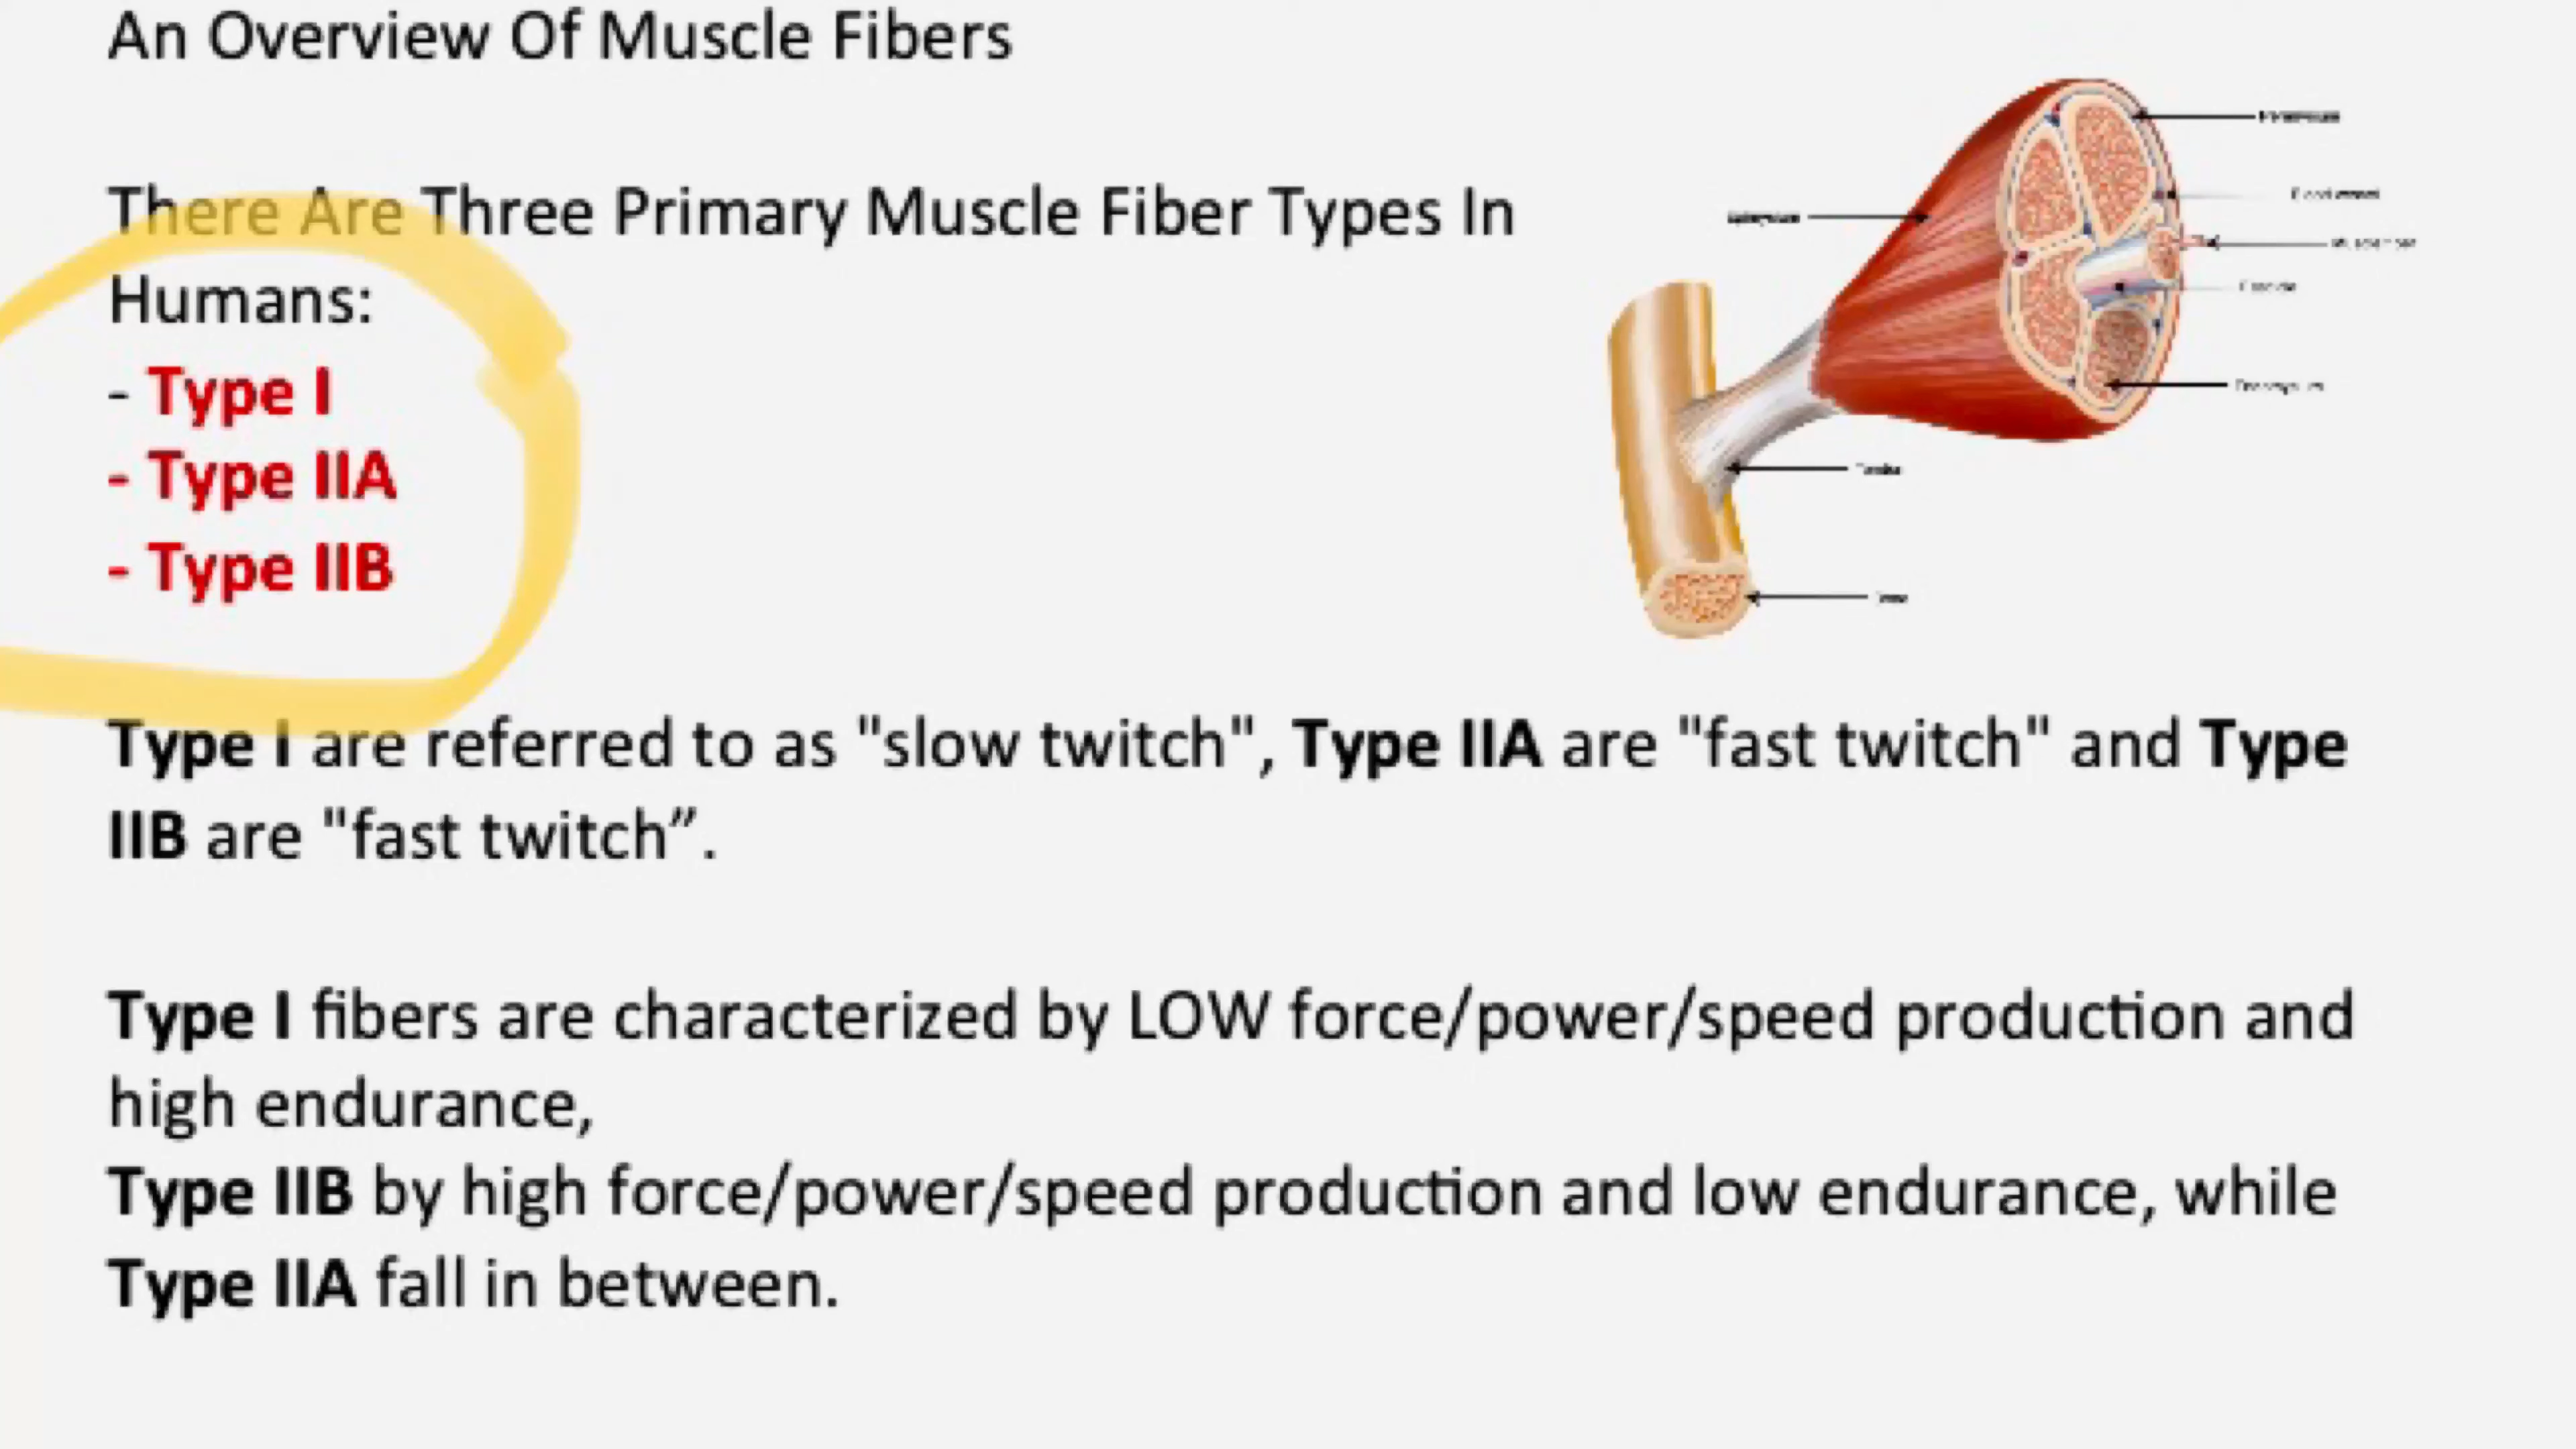 An Overview Of Muscle Fibers
There Are Three Primary Muscle Fiber Types In
Humans:
- Type I
- Type IIA
- Type IIB
Type I are referred to as "slow twitch", Type IIA are "fast twitch" and Type
IIB are "fast twitch”.
Type I fibers are characterized by LOW force/power/speed production and
high endurance,
Type IIB by high force/power/speed production and low endurance, while
Type IIA fall in between.